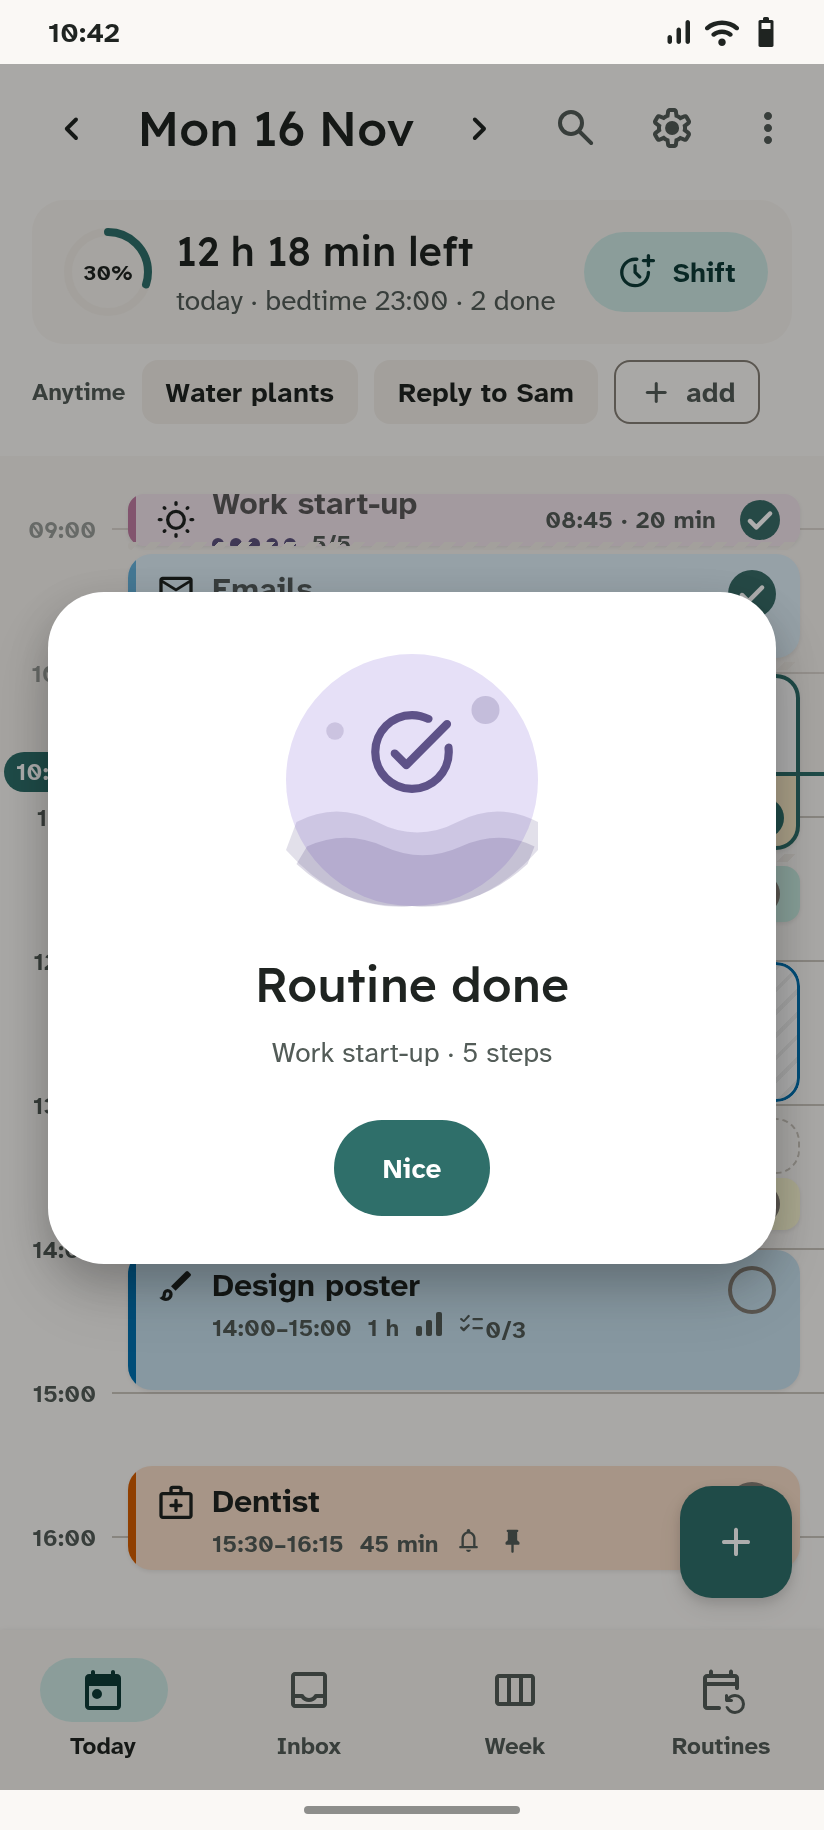 10:42
Mon 16 Nov
30%
12 h 18 min left
today · bedtime 23:00 · 2 done
Shift
Anytime
Water plants
Reply to Sam
add
09:00
Work start-up
5/5
08:45 · 20 min
Emails
Routine done
Work start-up · 5 steps
Nice
Design poster
14:00–15:00 1 h 0/3
15:00
Dentist
15:30–16:15 45 min
16:00
Today
Inbox
Week
Routines